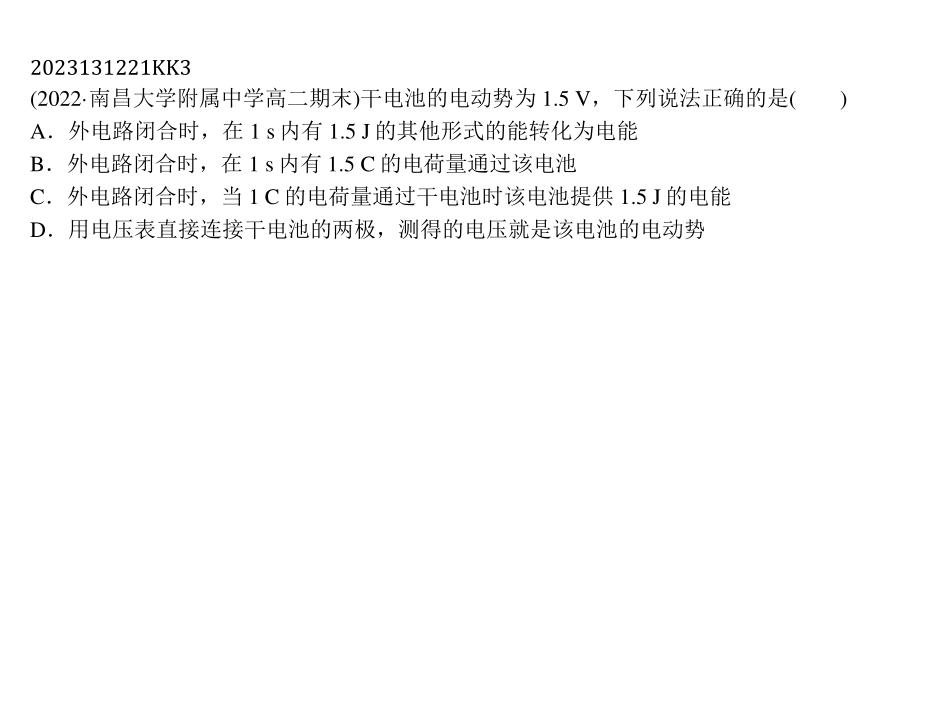 2023131221KK3
(2022·南昌大学附属中学高二期末)干电池的电动势为 1.5 V，下列说法正确的是(　　)
A．外电路闭合时，在 1 s 内有 1.5 J 的其他形式的能转化为电能
B．外电路闭合时，在 1 s 内有 1.5 C 的电荷量通过该电池
C．外电路闭合时，当 1 C 的电荷量通过干电池时该电池提供 1.5 J 的电能
D．用电压表直接连接干电池的两极，测得的电压就是该电池的电动势